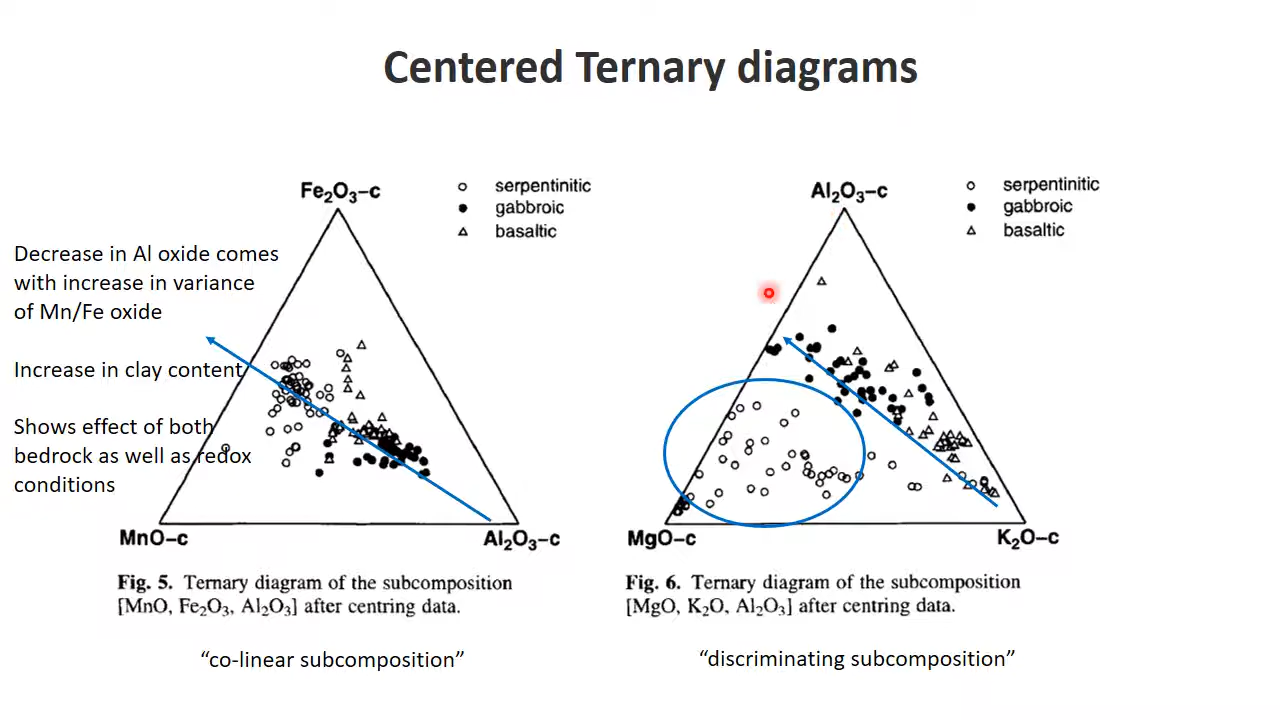 Centered Ternary diagrams
Fe₂O₃–c
serpentinitic
gabbroic
basaltic
Decrease in Al oxide comes
with increase in variance
of Mn/Fe oxide
Increase in clay content
Shows effect of both
bedrock as well as redox
conditions
MnO–c
Al₂O₃–c
Fig. 5. Ternary diagram of the subcomposition
[MnO, Fe₂O₃, Al₂O₃] after centring data.
“co-linear subcomposition”
Al₂O₃–c
serpentinitic
gabbroic
basaltic
MgO–c
K₂O–c
Fig. 6. Ternary diagram of the subcomposition
[MgO, K₂O, Al₂O₃] after centring data.
“discriminating subcomposition”